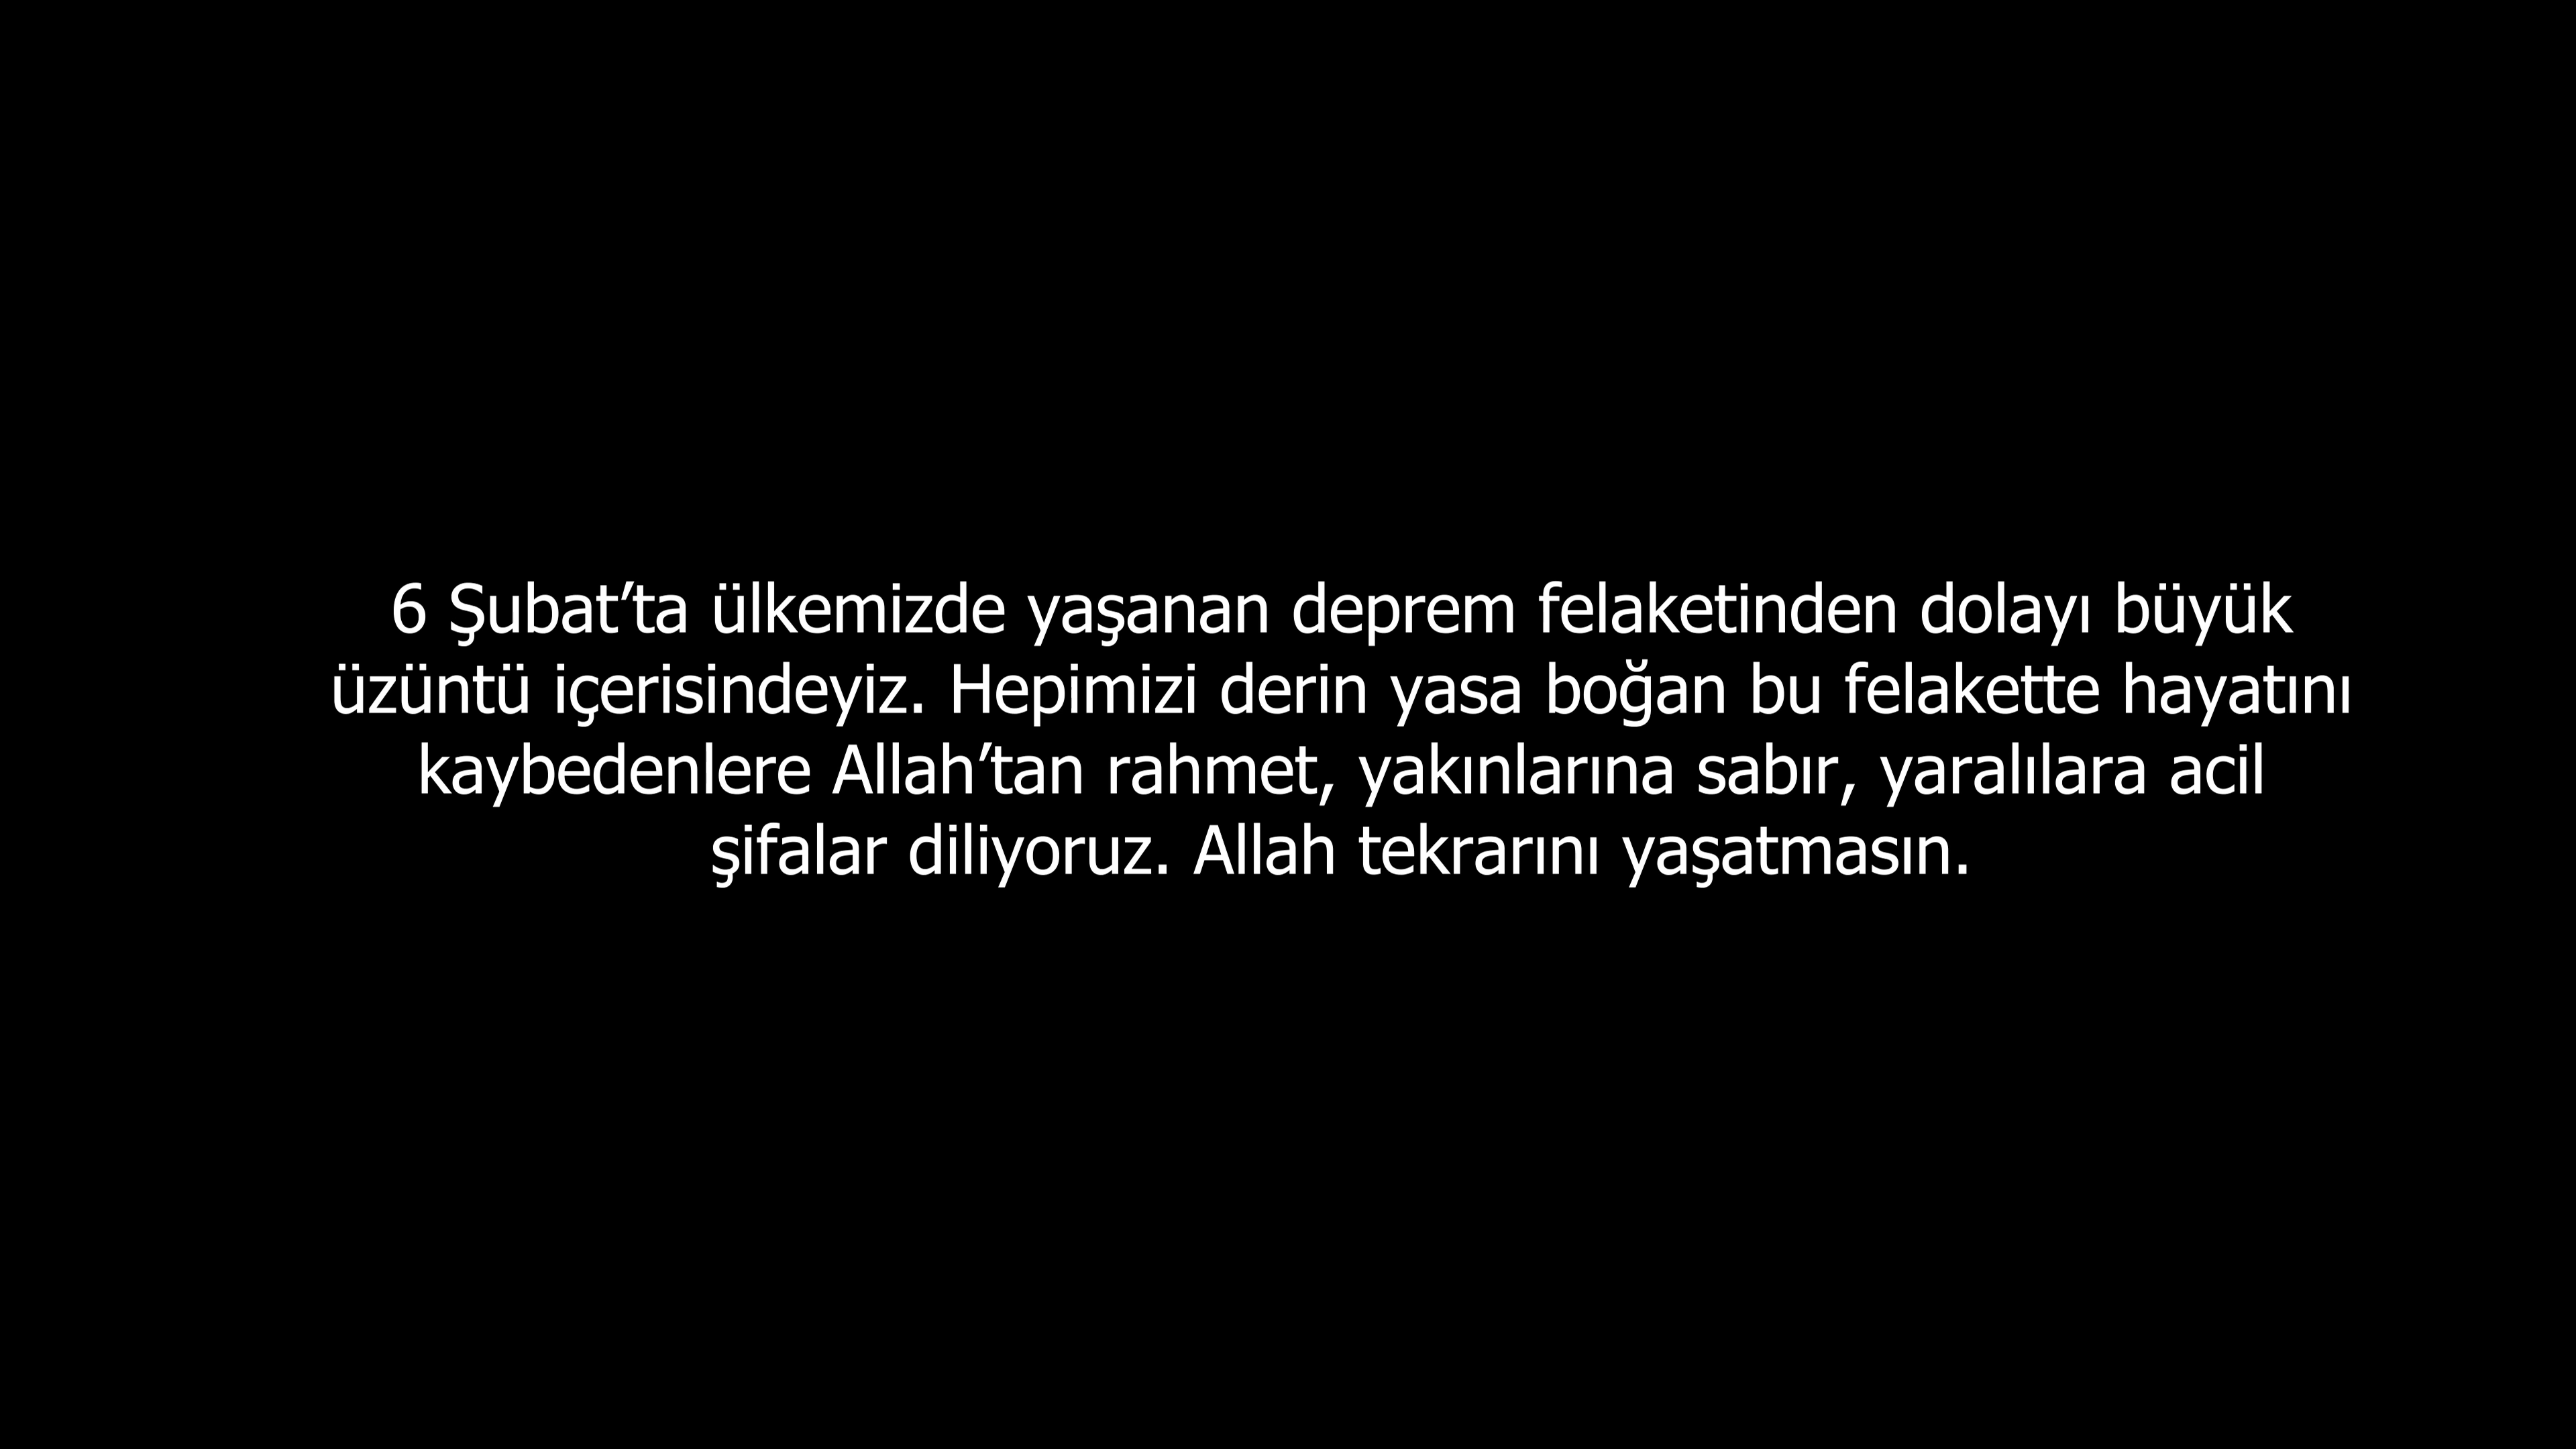 6 Şubat’ta ülkemizde yaşanan deprem felaketinden dolayı büyük
üzüntü içerisindeyiz. Hepimizi derin yasa boğan bu felakette hayatını
kaybedenlere Allah’tan rahmet, yakınlarına sabır, yaralılara acil
şifalar diliyoruz. Allah tekrarını yaşatmasın.